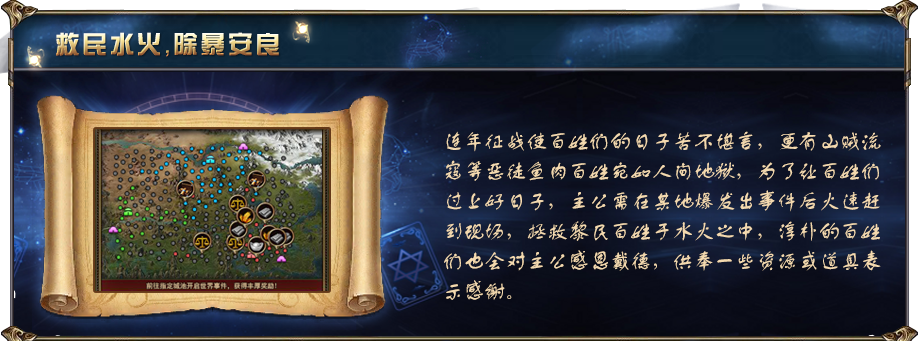 救民水火,除暴安良
连年征战使百姓们的日子苦不堪言，更有山贼流
寇等恶徒鱼肉百姓宛如人间地狱，为了让百姓们
过上好日子，主公需在某地爆发出事件后火速赶
到现场，拯救黎民百姓于水火之中，淳朴的百姓
们也会对主公感恩戴德，供奉一些资源或道具表
示感谢。
前往指定城池开启世界事件，获得丰厚奖励!